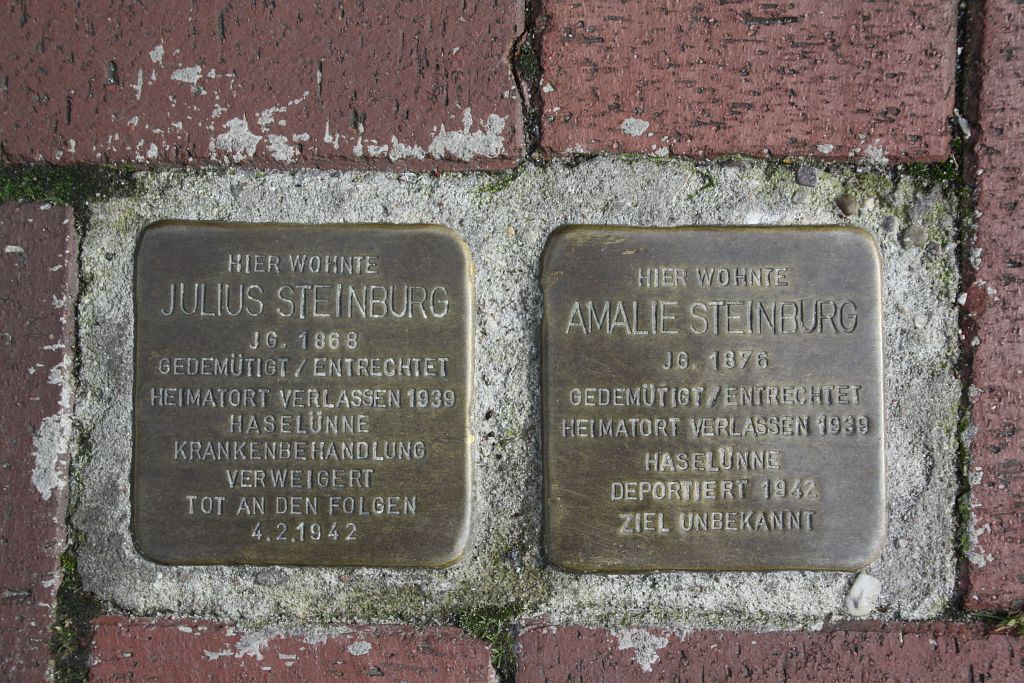 HIER WOHNTE
JULIUS STEINBURG
JG. 1868
GEDEMÜTIGT / ENTRECHTET
HEIMATORT VERLASSEN 1939
HASELÜNNE
KRANKENBEHANDLUNG
VERWEIGERT
TOT AN DEN FOLGEN
4.2.1942
HIER WOHNTE
AMALIE STEINBURG
JG. 1876
GEDEMÜTIGT / ENTRECHTET
HEIMATORT VERLASSEN 1939
HASELÜNNE
DEPORTIERT 1942
ZIEL UNBEKANNT